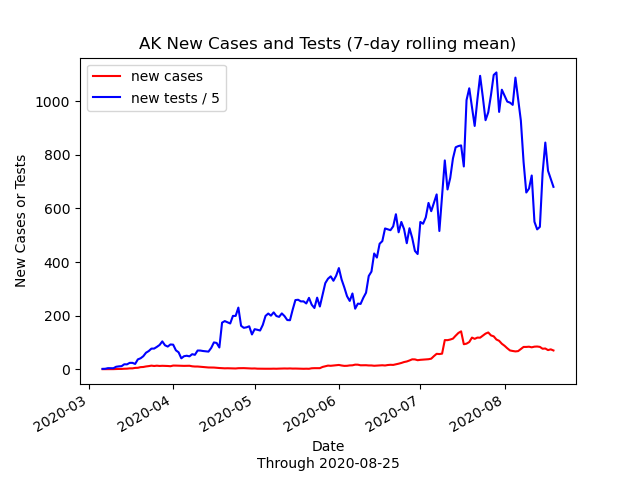 AK New Cases and Tests (7-day rolling mean)
new cases
new tests / 5
New Cases or Tests
1000
800
600
400
200
0
2020-03
2020-04
2020-05
2020-06
2020-07
2020-08
Date
Through 2020-08-25